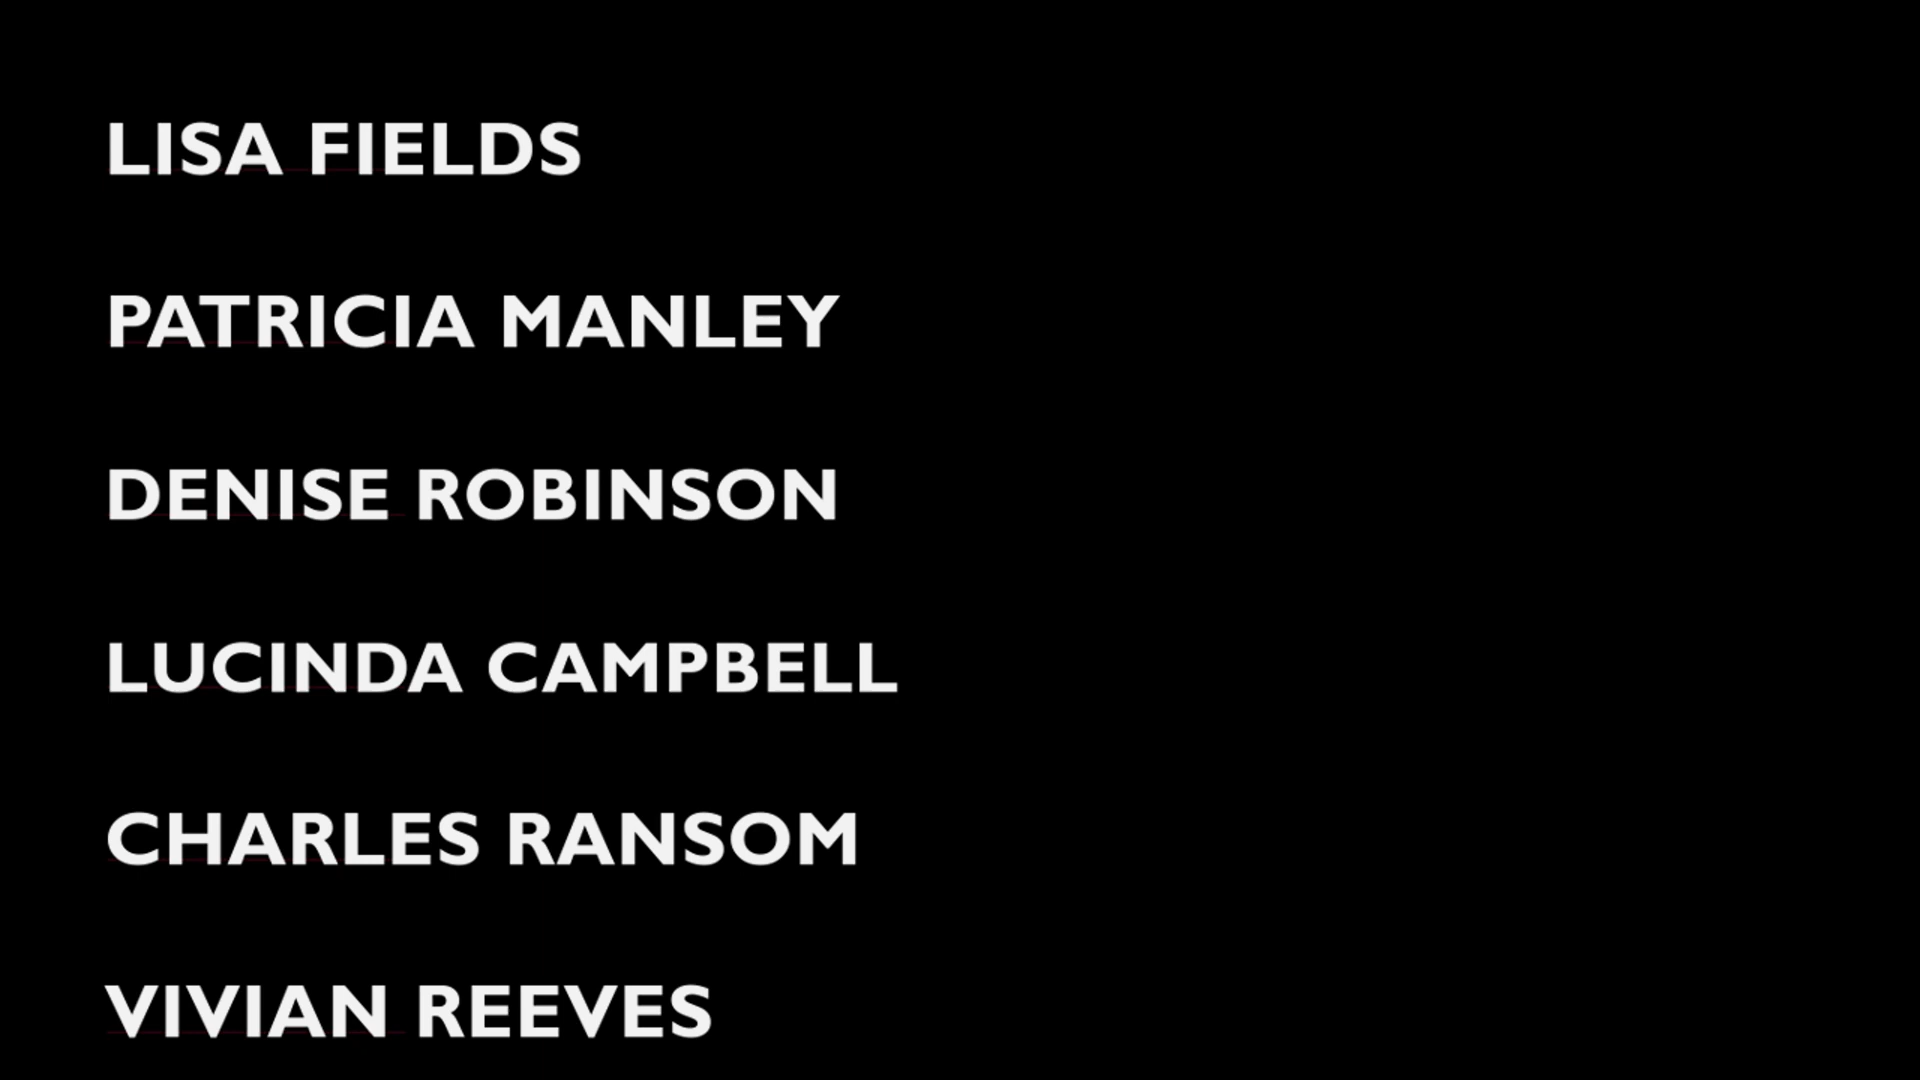 LISA FIELDS
PATRICIA MANLEY
DENISE ROBINSON
LUCINDA CAMPBELL
CHARLES RANSOM
VIVIAN REEVES